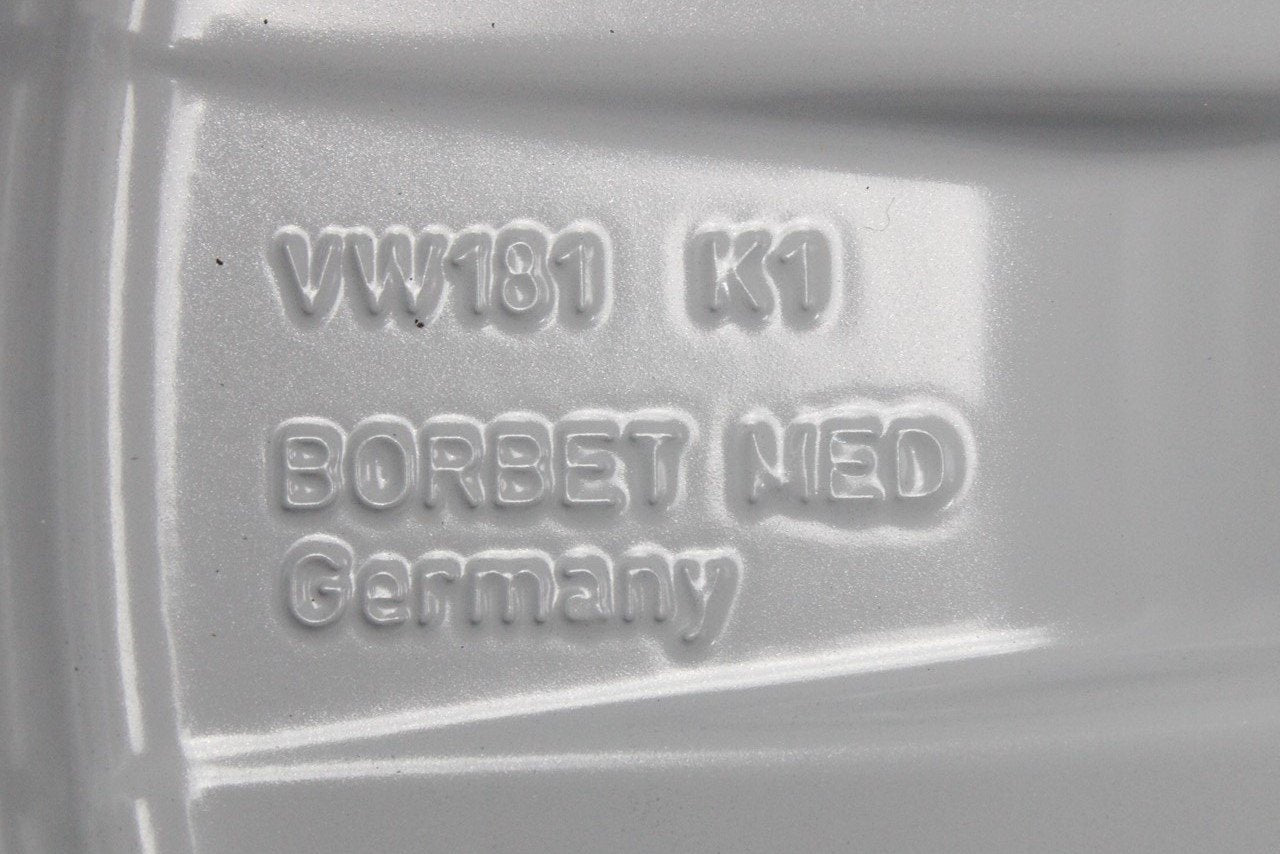 VW181 K1
BORBET MED
Germany